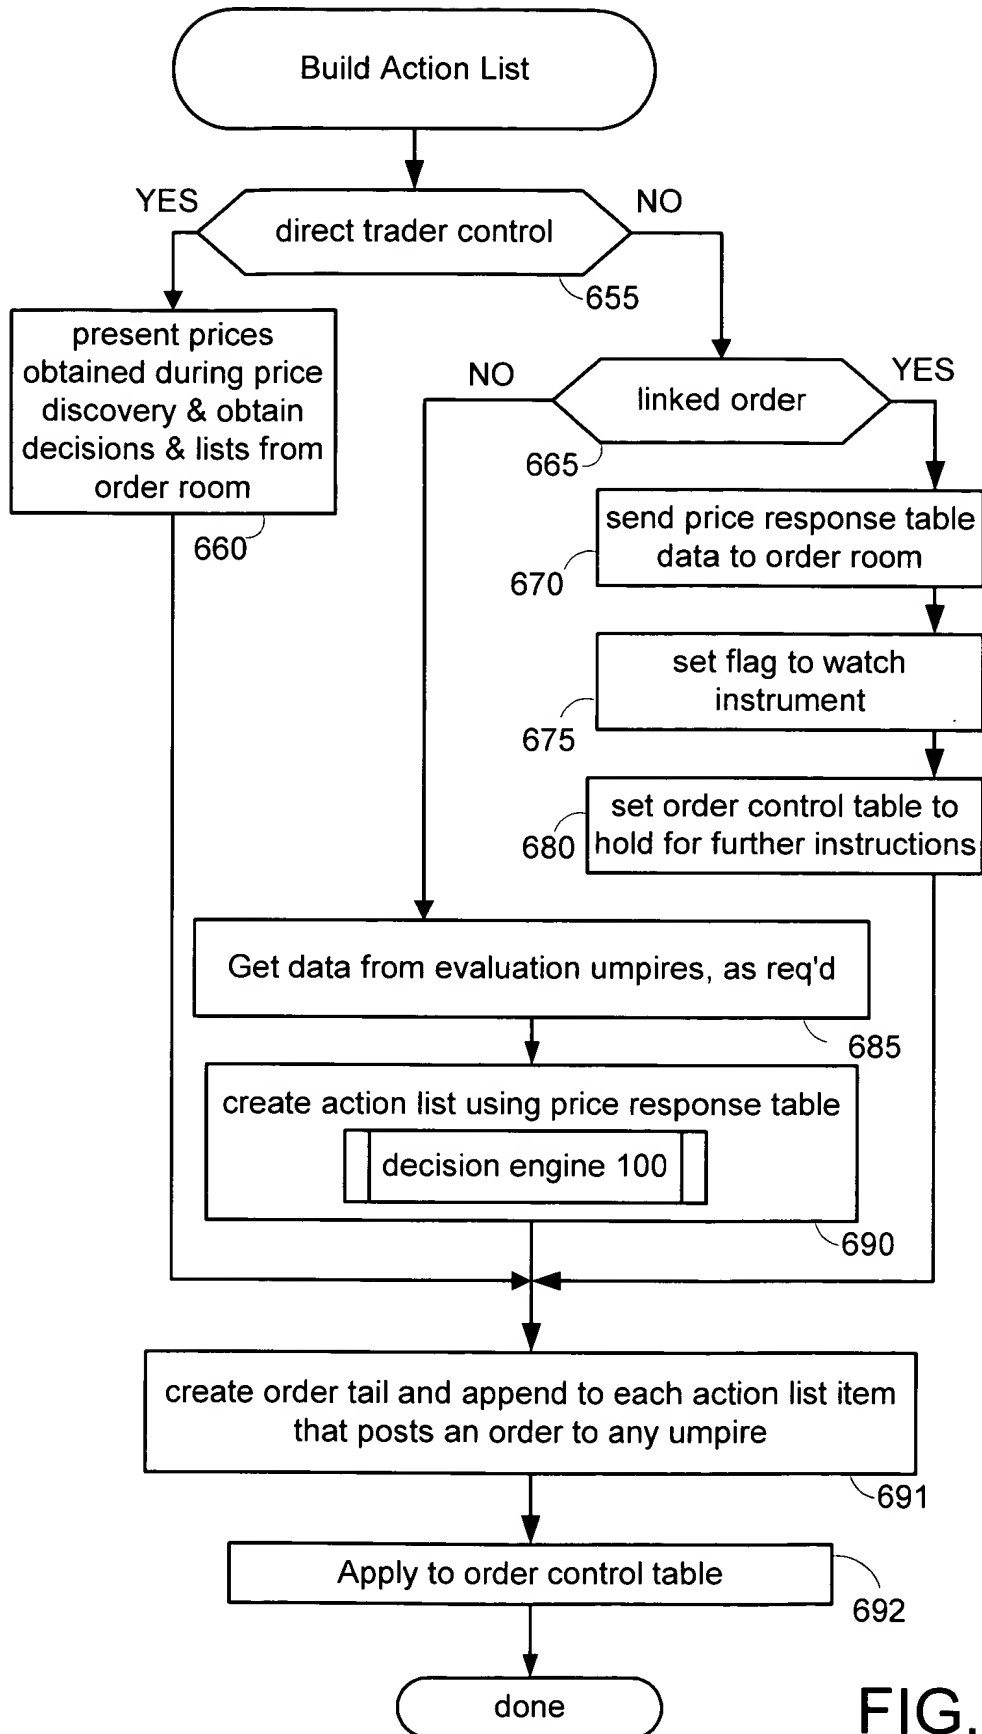 Build Action List
YES
NO
direct trader control
655
present prices
obtained during price
discovery & obtain
decisions & lists from
order room
660
NO
YES
linked order
665
send price response table
data to order room
670
set flag to watch
instrument
675
set order control table to
hold for further instructions
680
Get data from evaluation umpires, as req'd
685
create action list using price response table
decision engine 100
690
create order tail and append to each action list item
that posts an order to any umpire
691
Apply to order control table
692
done
FIG.